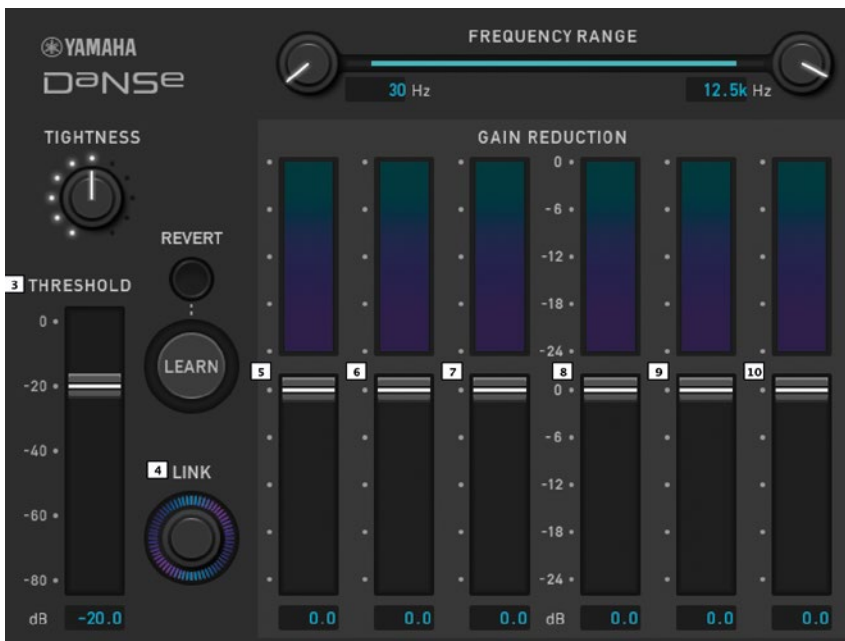 YAMAHA
DaNSe
FREQUENCY RANGE
30 Hz
12.5k Hz
TIGHTNESS
REVERT
LEARN
3 THRESHOLD
0
-20
-40
-60
-80
dB -20.0
4 LINK
GAIN REDUCTION
0
-6
-12
-18
-24
5 6 7 8 9 10
0
-6
-12
-18
-24
0.0 0.0 0.0 dB 0.0 0.0 0.0